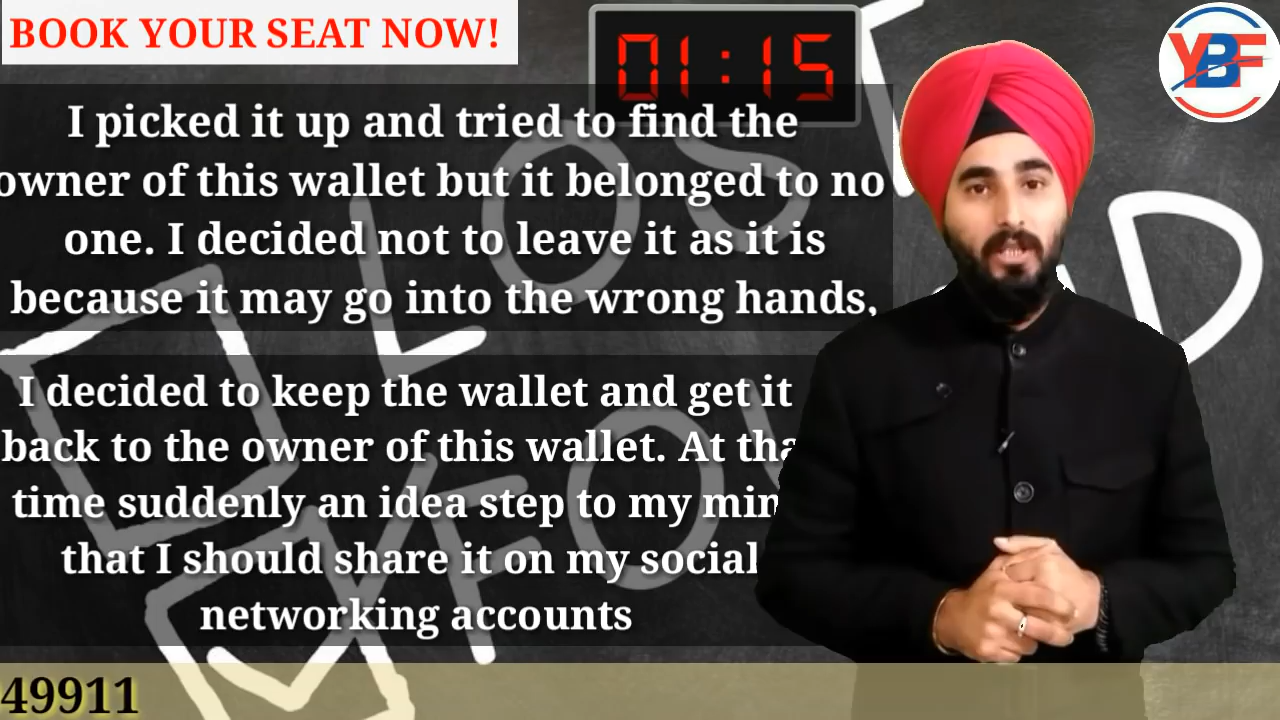 BOOK YOUR SEAT NOW!
01:15
YBF
I picked it up and tried to find the
owner of this wallet but it belonged to no
one. I decided not to leave it as it is
because it may go into the wrong hands,
I decided to keep the wallet and get it
back to the owner of this wallet. At tha
time suddenly an idea step to my min
that I should share it on my social
networking accounts
LOST
FOU
D
49911